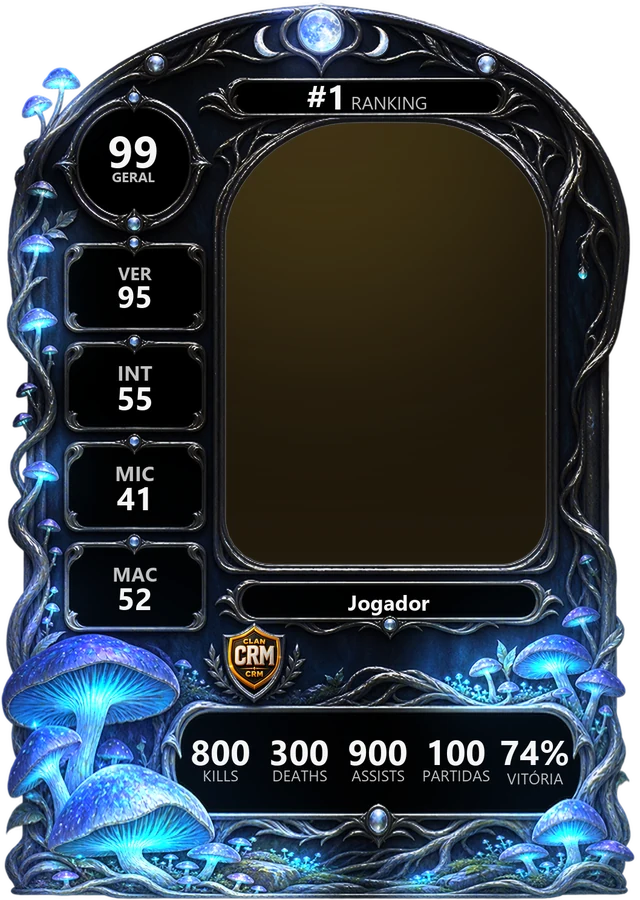 #1 RANKING
99
GERAL
VER
95
INT
55
MIC
41
MAC
52
Jogador
CLAN
CRM
CRM
800 300 900 100 74%
KILLS DEATHS ASSISTS PARTIDAS VITÓRIA